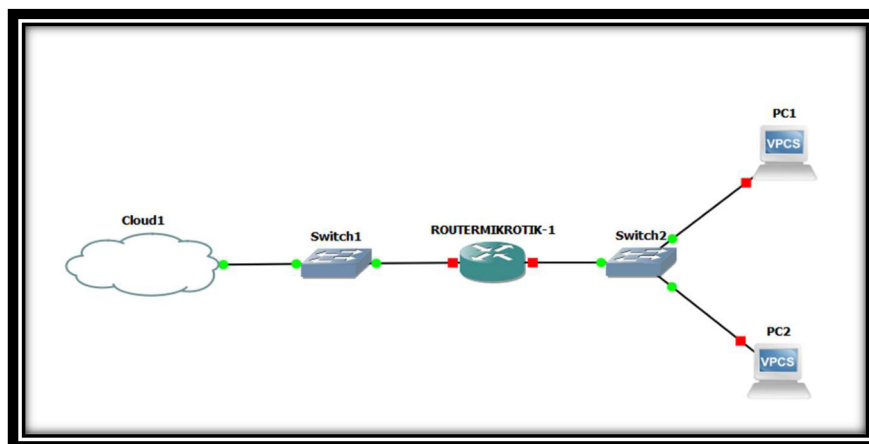 PC1
VPCS
Cloud1
Switch1
ROUTERMIKROTIK-1
Switch2
PC2
VPCS